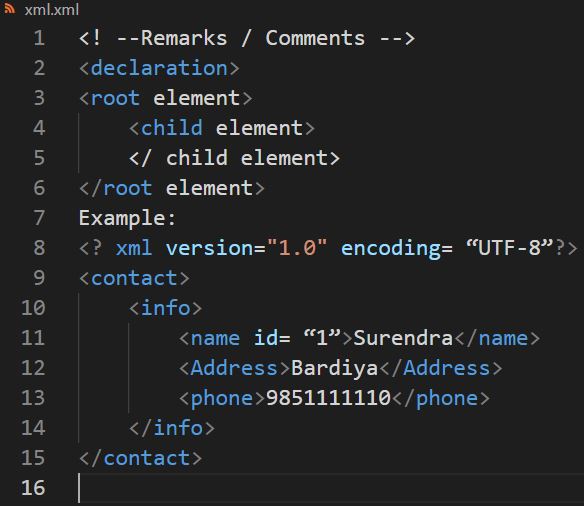 xml.xml
1 <! --Remarks / Comments -->
2 <declaration>
3 <root element>
4 <child element>
5 </ child element>
6 </root element>
7 Example:
8 <? xml version="1.0" encoding= “UTF-8”?>
9 <contact>
10 <info>
11 <name id= “1”>Surendra</name>
12 <Address>Bardiya</Address>
13 <phone>9851111110</phone>
14 </info>
15 </contact>
16